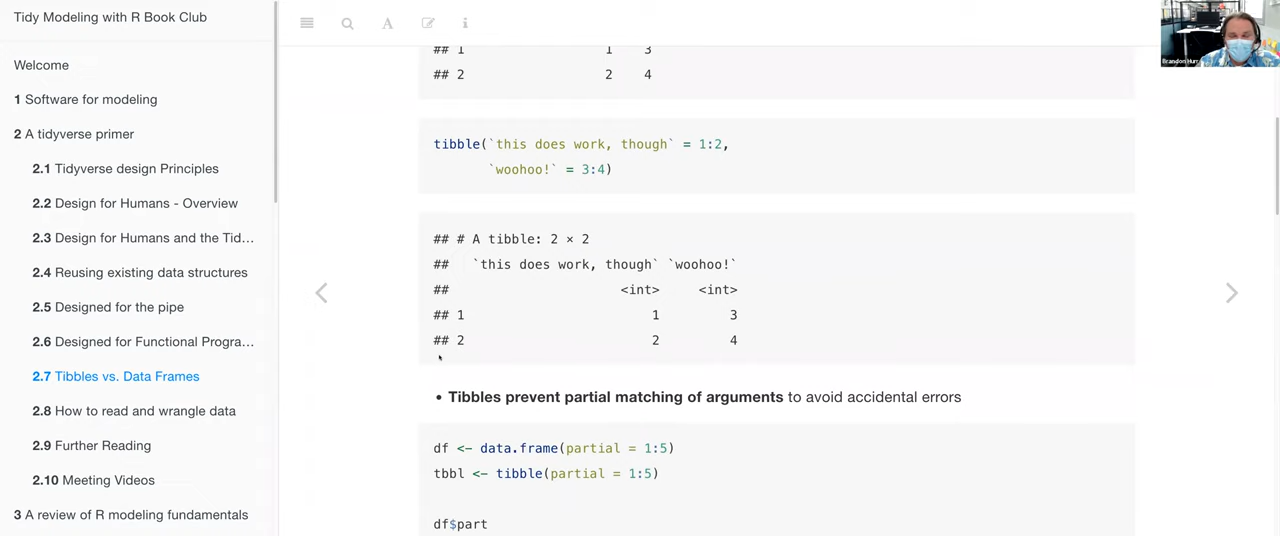 Tidy Modeling with R Book Club
Welcome
1 Software for modeling
2 A tidyverse primer
2.1 Tidyverse design Principles
2.2 Design for Humans - Overview
2.3 Design for Humans and the Tid…
2.4 Reusing existing data structures
2.5 Designed for the pipe
2.6 Designed for Functional Progra…
2.7 Tibbles vs. Data Frames
2.8 How to read and wrangle data
2.9 Further Reading
2.10 Meeting Videos
3 A review of R modeling fundamentals
A
## 1 1 3
## 2 2 4
tibble(`this does work, though` = 1:2,
`woohoo!` = 3:4)
## # A tibble: 2 × 2
## `this does work, though` `woohoo!`
## <int> <int>
## 1 1 3
## 2 2 4
• Tibbles prevent partial matching of arguments to avoid accidental errors
df <- data.frame(partial = 1:5)
tbbl <- tibble(partial = 1:5)
df$part
Brandon Hurr